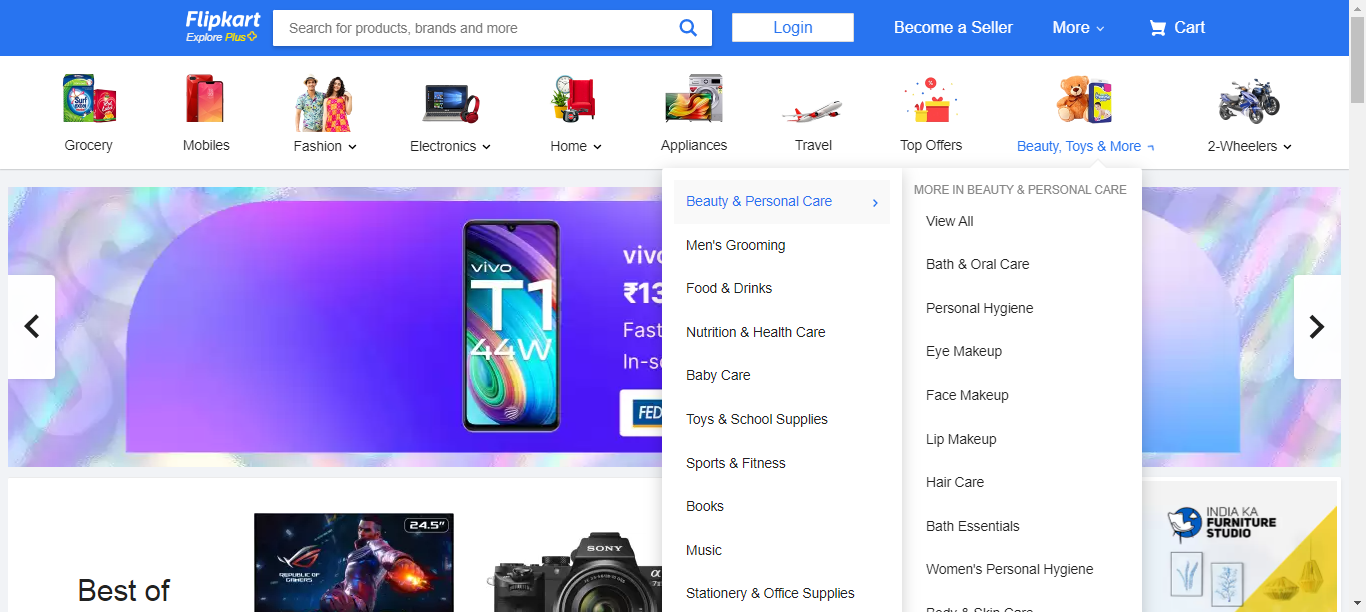 Flipkart
Explore Plus
Search for products, brands and more
Login
Become a Seller
More
Cart
Grocery
Mobiles
Fashion
Electronics
Home
Appliances
Travel
Top Offers
Beauty, Toys & More
2-Wheelers
Beauty & Personal Care
Men's Grooming
Food & Drinks
Nutrition & Health Care
Baby Care
Toys & School Supplies
Sports & Fitness
Books
Music
Stationery & Office Supplies
MORE IN BEAUTY & PERSONAL CARE
View All
Bath & Oral Care
Personal Hygiene
Eye Makeup
Face Makeup
Lip Makeup
Hair Care
Bath Essentials
Women's Personal Hygiene
Body & Skin Care
vivo
T1
44W
vivo
₹13
Fast
In-s
FED
Best of
24.5"
REPUBLIC OF
GAMERS
SONY
α
INDIA KA
FURNITURE
STUDIO